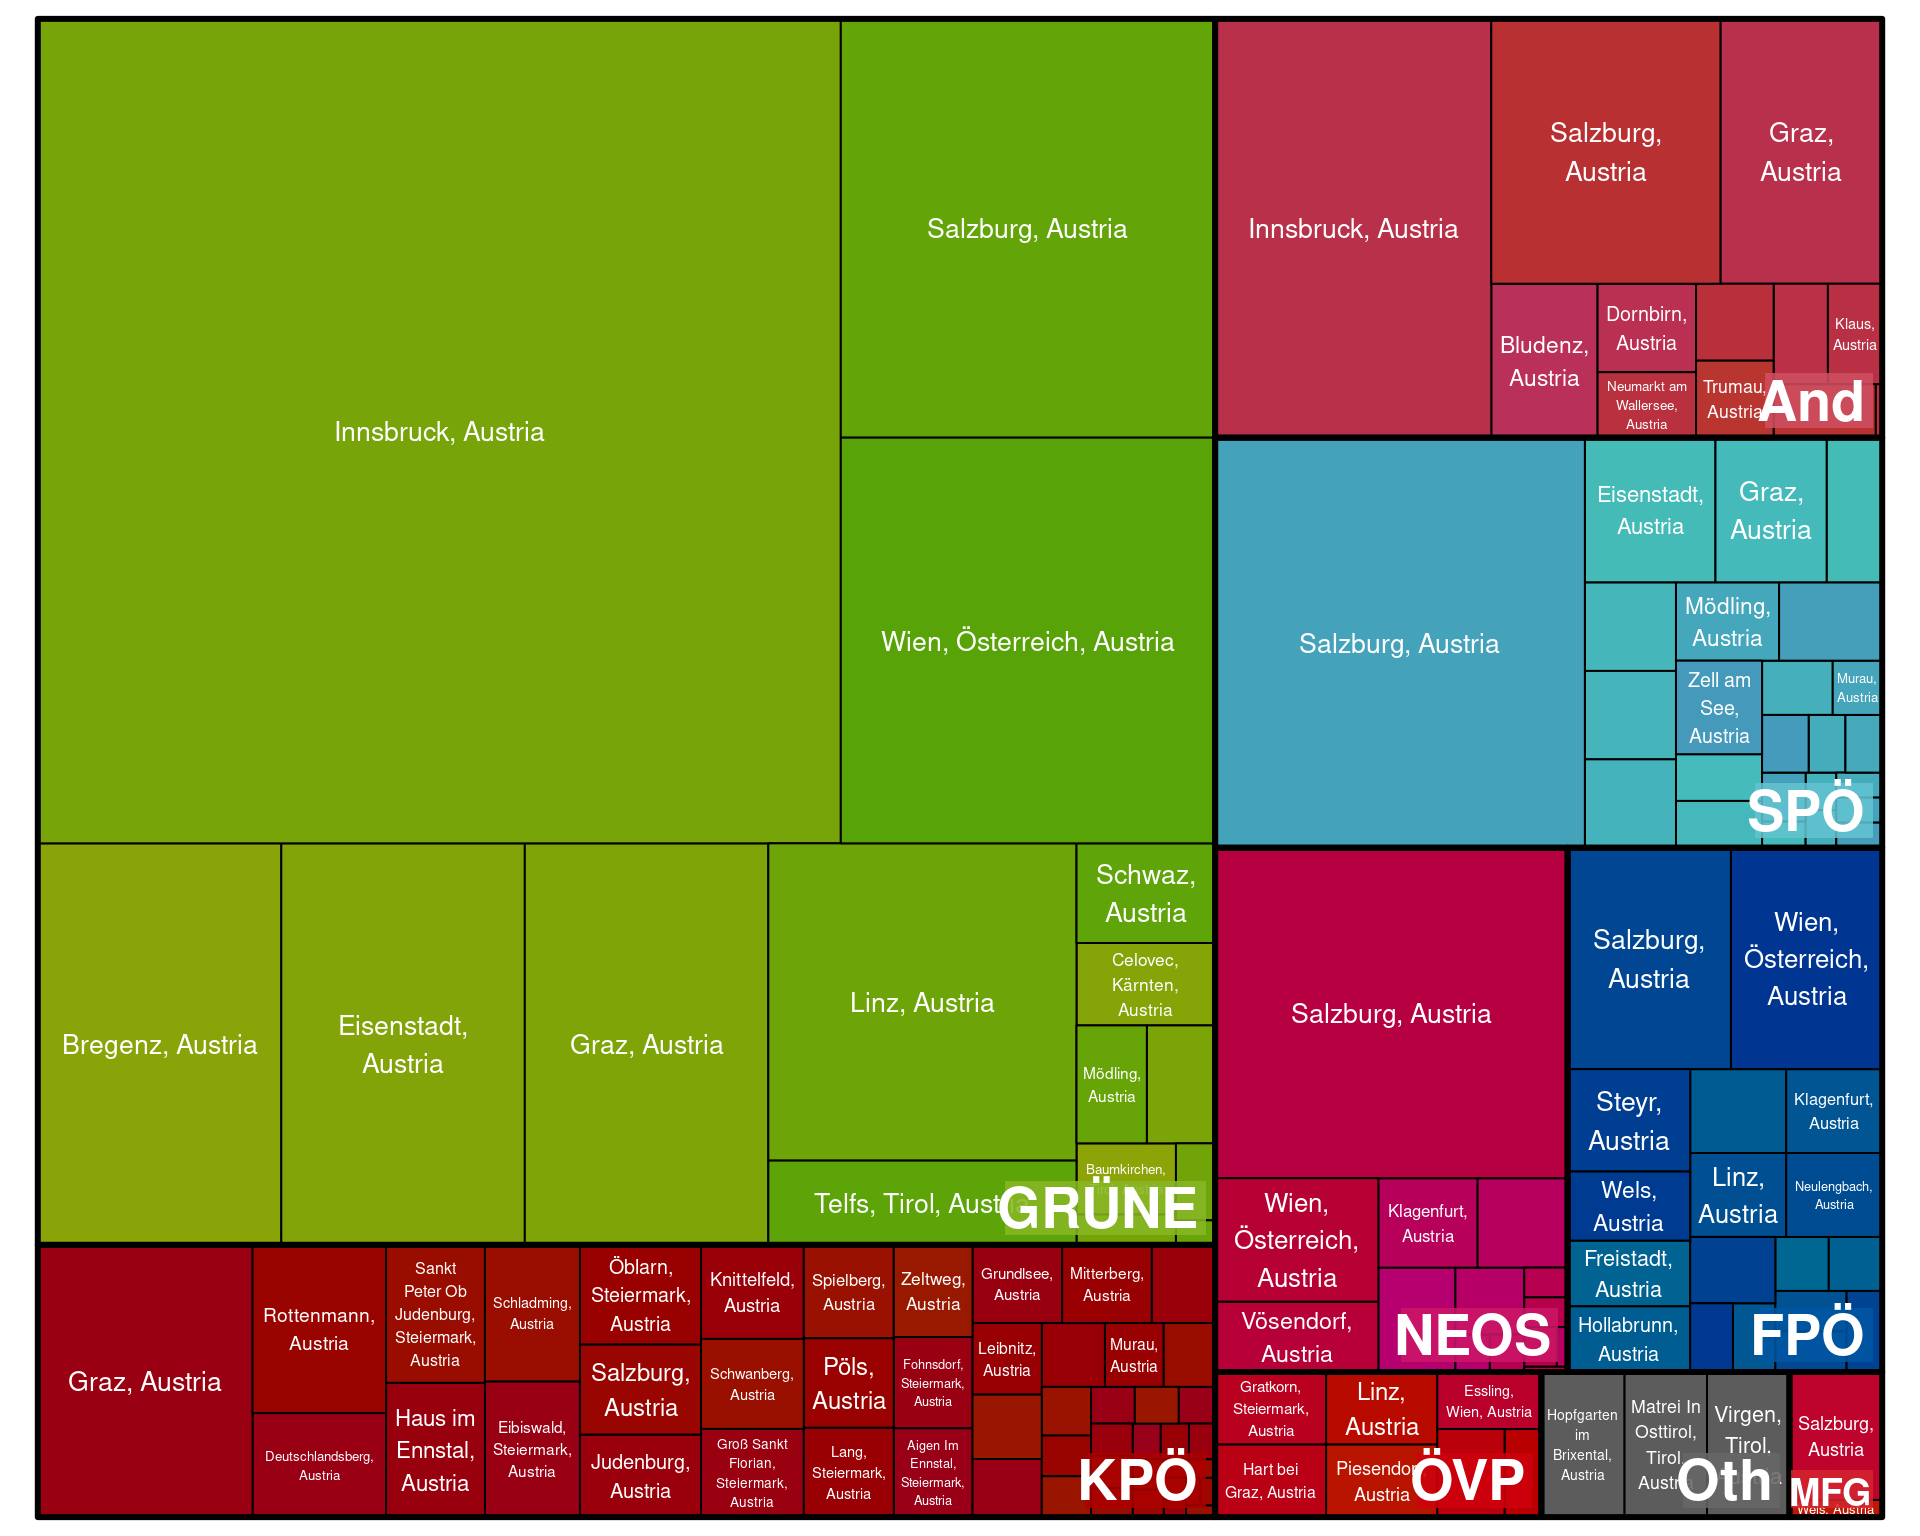 Innsbruck, Austria
Salzburg, Austria
Wien, Österreich, Austria
Bregenz, Austria
Eisenstadt,
Austria
Graz, Austria
Linz, Austria
Telfs, Tirol, Aust
Schwaz,
Austria
Celovec,
Kärnten,
Austria
Mödling,
Austria
Baumkirchen,
GRÜNE
Innsbruck, Austria
Salzburg,
Austria
Graz,
Austria
Bludenz,
Austria
Dornbirn,
Austria
Neumarkt am
Wallersee,
Austria
Trumau,
Austria
Klaus,
Austria
And
Salzburg, Austria
Eisenstadt,
Austria
Graz,
Austria
Mödling,
Austria
Zell am
See,
Austria
Murau,
Austria
SPÖ
Salzburg, Austria
Wien,
Österreich,
Austria
Vösendorf,
Austria
Klagenfurt,
Austria
NEOS
Salzburg,
Austria
Wien,
Österreich,
Austria
Steyr,
Austria
Wels,
Austria
Freistadt,
Austria
Hollabrunn,
Austria
Klagenfurt,
Austria
Linz,
Austria
Neulengbach,
Austria
FPÖ
Graz, Austria
Rottenmann,
Austria
Deutschlandsberg,
Austria
Sankt
Peter Ob
Judenburg,
Steiermark,
Austria
Haus im
Ennstal,
Austria
Schladming,
Austria
Eibiswald,
Steiermark,
Austria
Öblarn,
Steiermark,
Austria
Salzburg,
Austria
Judenburg,
Austria
Knittelfeld,
Austria
Schwanberg,
Austria
Groß Sankt
Florian,
Steiermark,
Austria
Spielberg,
Austria
Pöls,
Austria
Lang,
Steiermark,
Austria
Zeltweg,
Austria
Fohnsdorf,
Steiermark,
Austria
Aigen Im
Ennstal,
Steiermark,
Austria
Grundlsee,
Austria
Leibnitz,
Austria
Mitterberg,
Austria
Murau,
Austria
KPÖ
Gratkorn,
Steiermark,
Austria
Hart bei
Graz, Austria
Linz,
Austria
Piesendor
Austria
Essling,
Wien, Austria
ÖVP
Hopfgarten
im
Brixental,
Austria
Matrei In
Osttirol,
Tirol,
Austr
Virgen,
Tirol,
Oth
Salzburg,
Austria
Wels, Austria
MFG